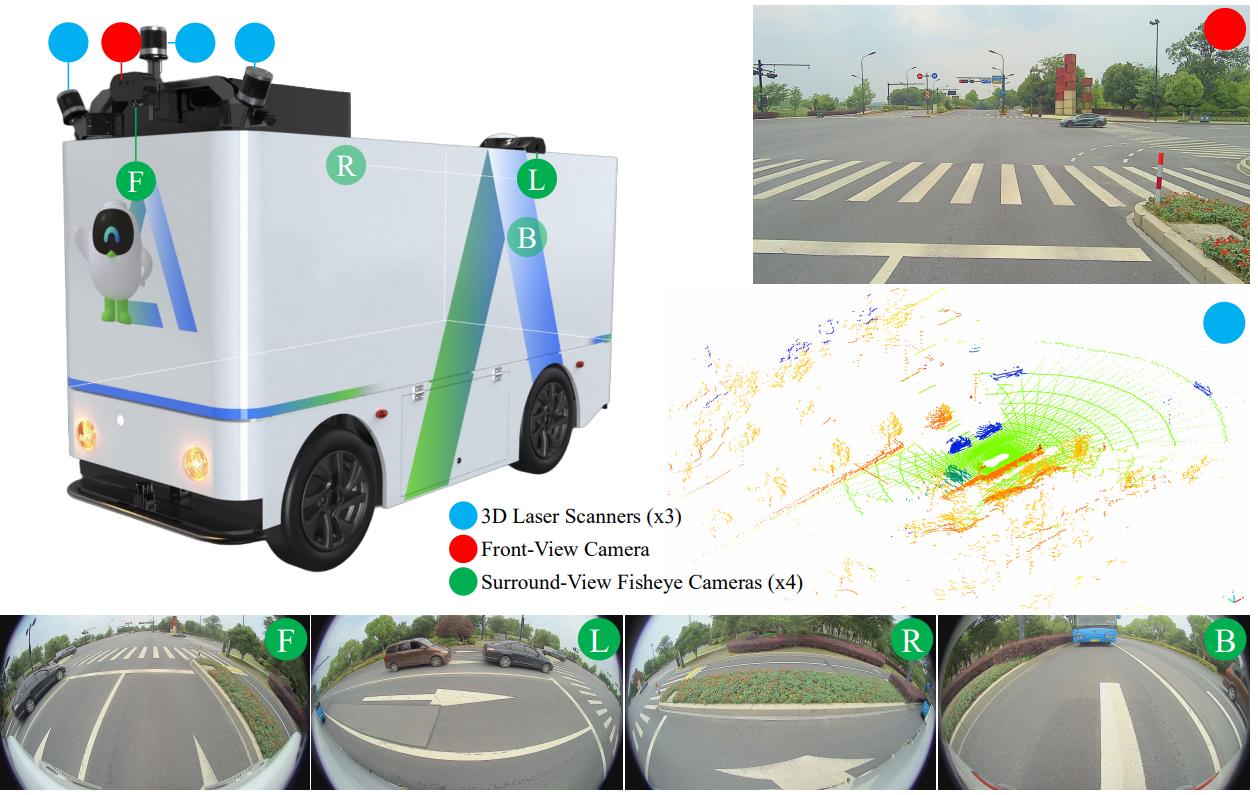 F
R
L
B
3D Laser Scanners (x3)
Front-View Camera
Surround-View Fisheye Cameras (x4)
F
L
R
B